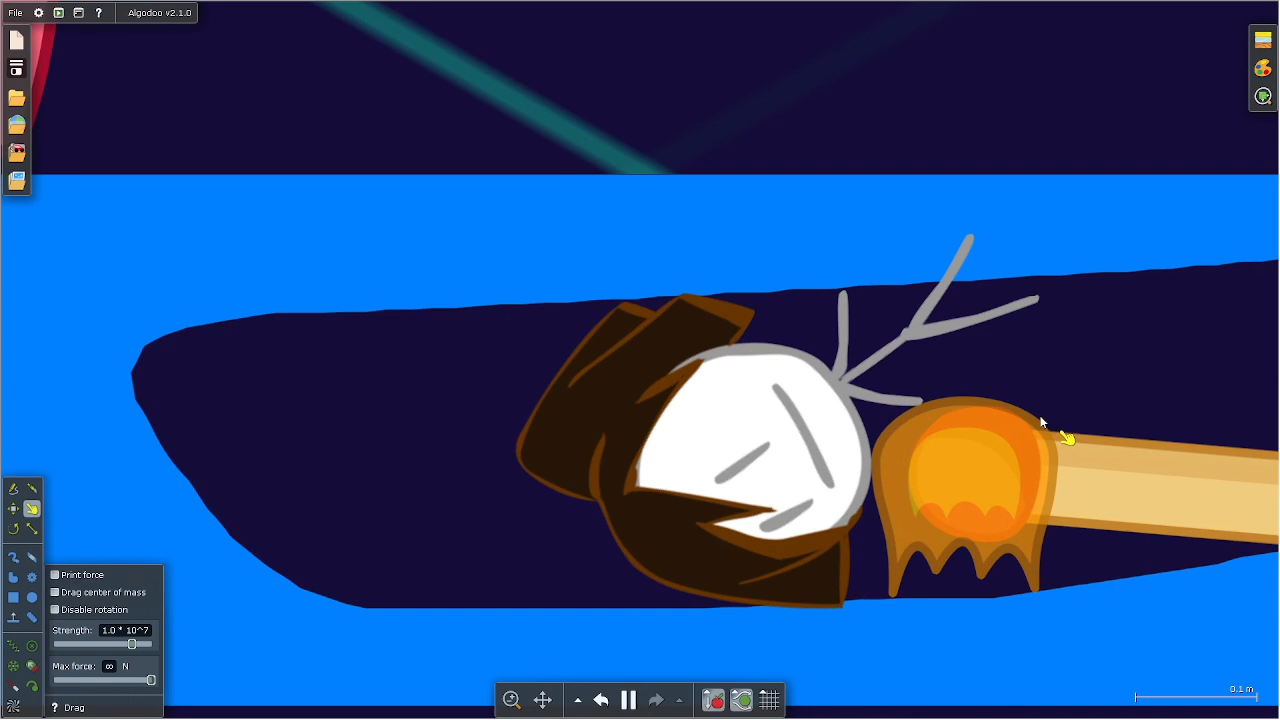 File ? Algodoo v2.1.0
Print force
Drag center of mass
Disable rotation
Strength: 1.0 * 10^7
Max force: ∞ N
? Drag
0.1 m